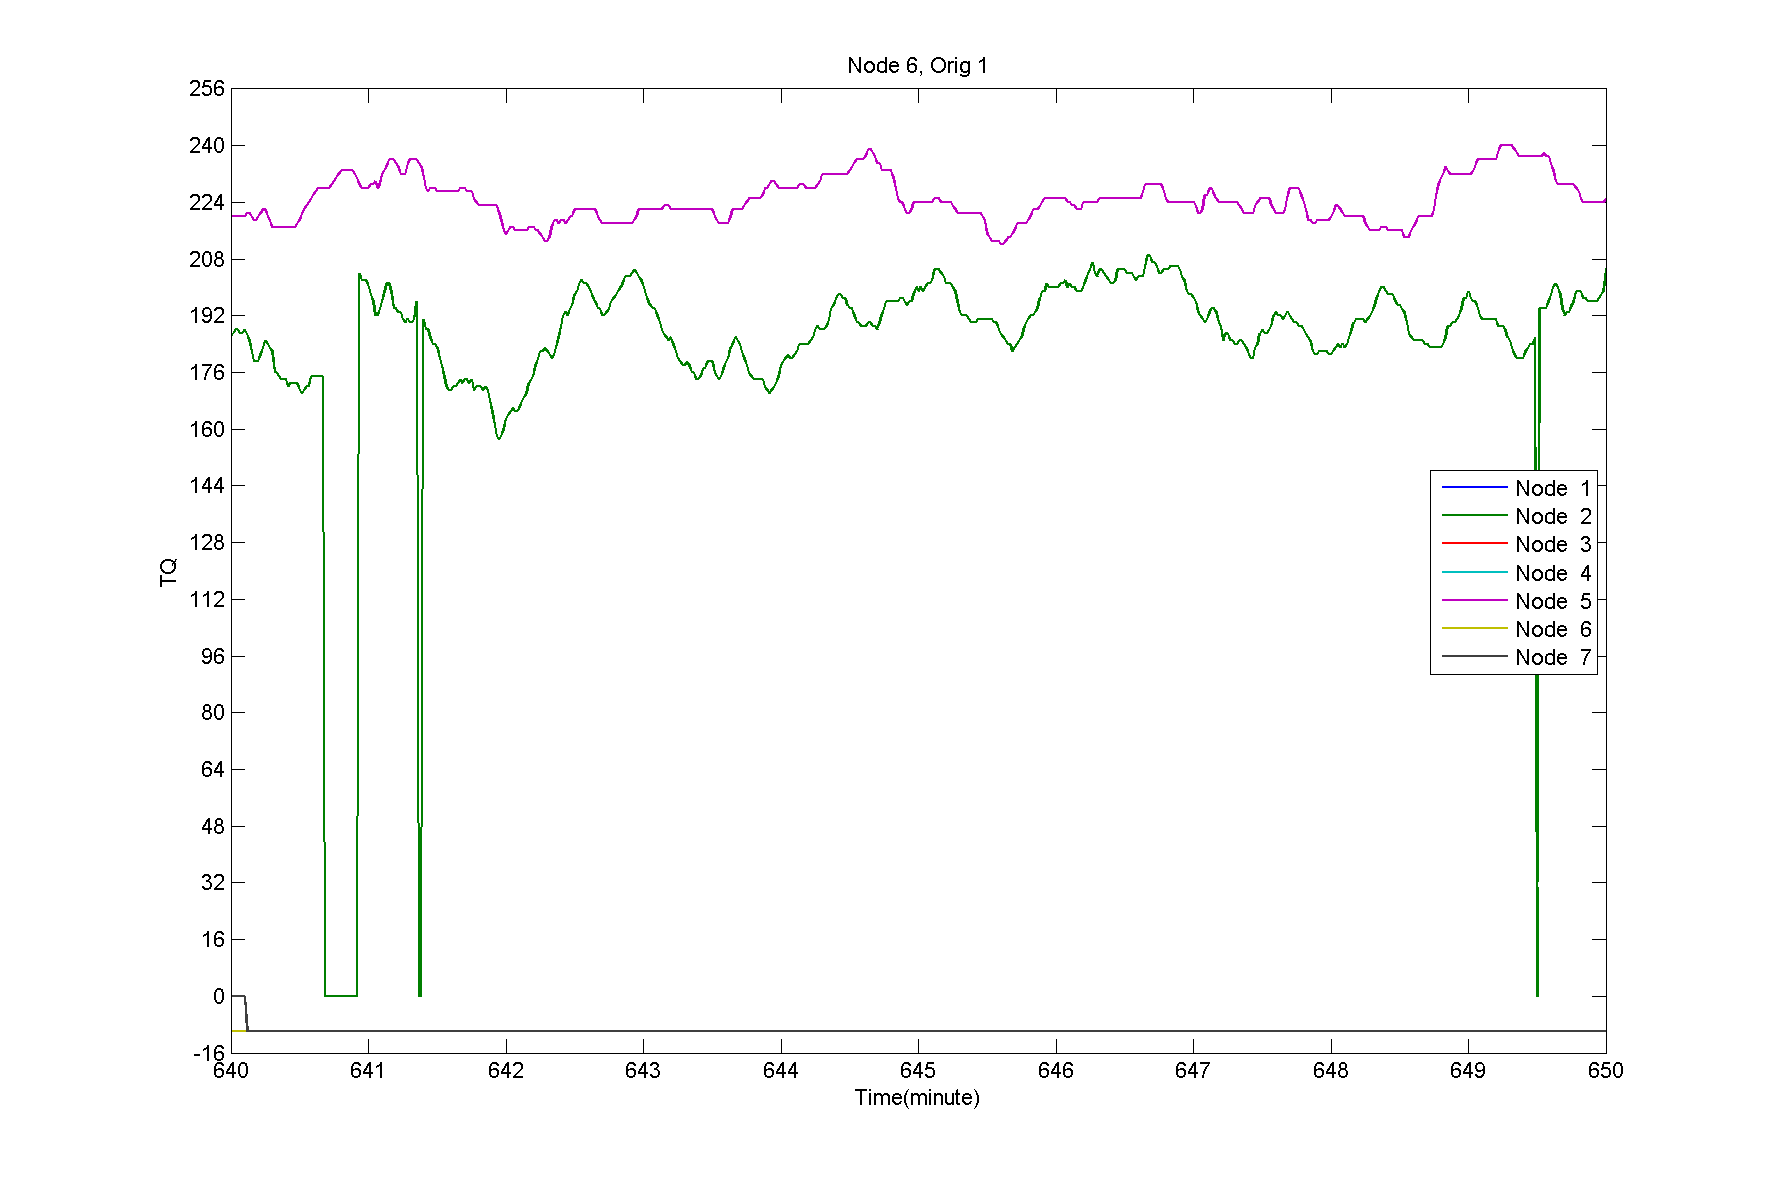 Node 6, Orig 1
256
240
224
208
192
176
160
144
128
112
96
80
64
48
32
16
0
-16
TQ
Node 1
Node 2
Node 3
Node 4
Node 5
Node 6
Node 7
640 641 642 643 644 645 646 647 648 649 650
Time(minute)